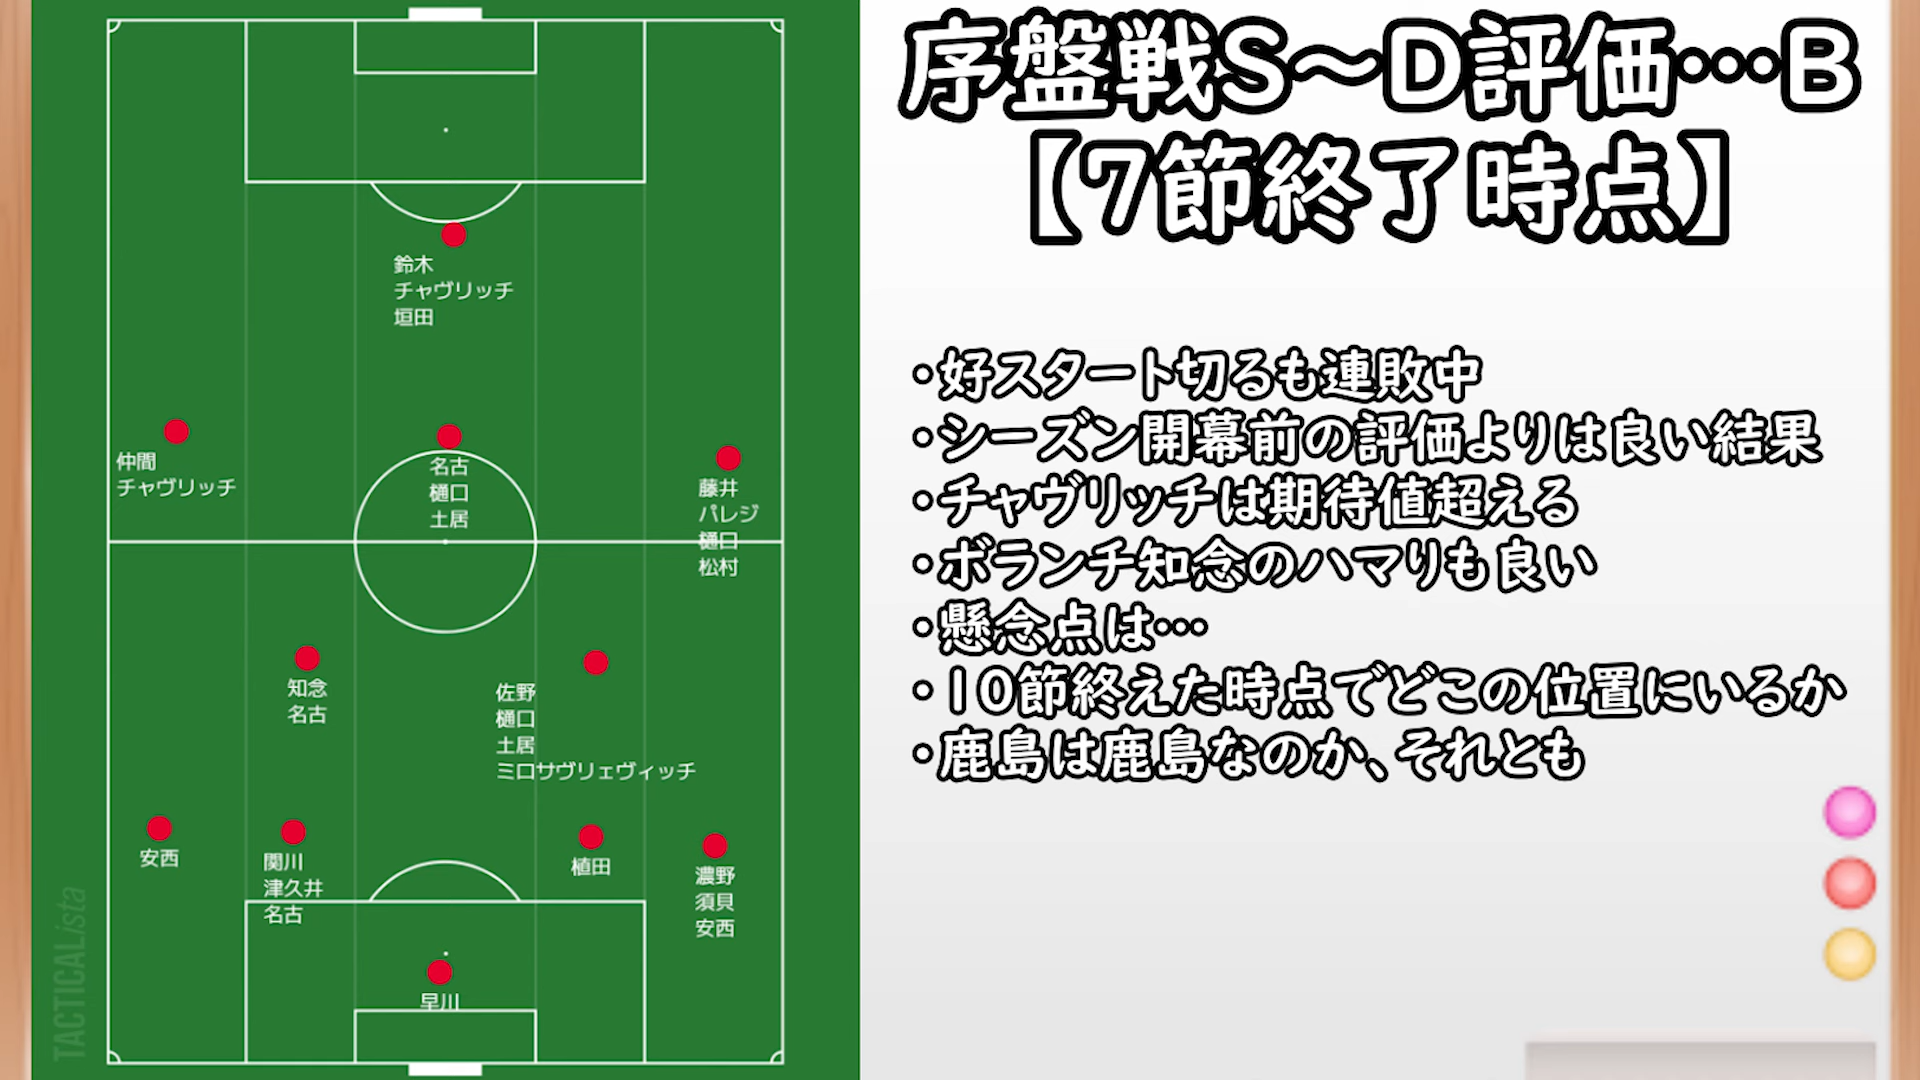 序盤戦S~D評価…B
【7節終了時点】
・好スタート切るも連敗中
・シーズン開幕前の評価よりは良い結果
・チャヴリッチは期待値超える
・ボランチ知念のハマりも良い
・懸念点は…
・10節終えた時点でどこの位置にいるか
・鹿島は鹿島なのか、それとも
鈴木
チャヴリッチ
垣田
仲間
チャヴリッチ
名古
樋口
土居
藤井
パレジ
樋口
松村
知念
名古
佐野
樋口
土居
ミロサヴリェヴィッチ
安西
関川
津久井
名古
植田
濃野
須貝
安西
早川
TACTICALista